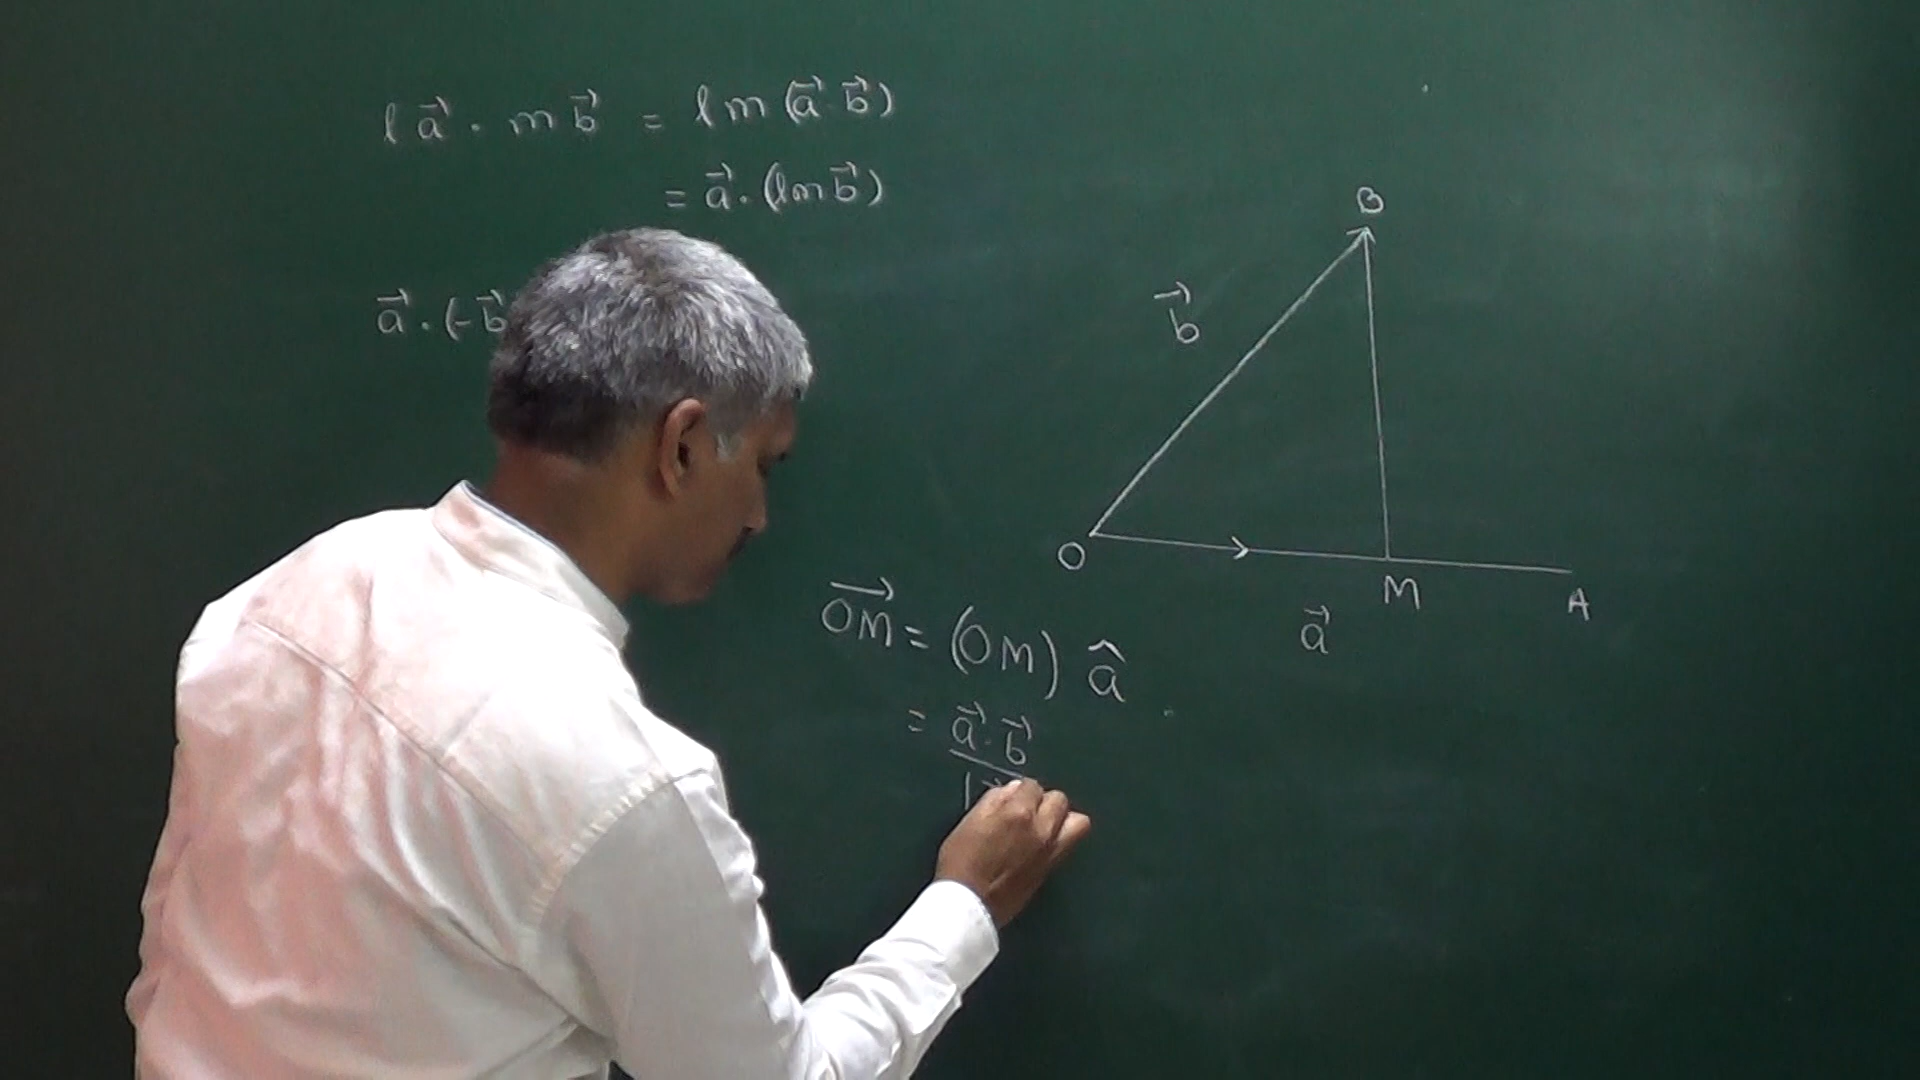 l a⃗ . m b⃗ = lm (a⃗ . b⃗)
= a⃗ . (lm b⃗)
a⃗ . (-b⃗
B
b⃗
O
M
A
a⃗
OM⃗ = (OM) â
= a⃗ . b⃗